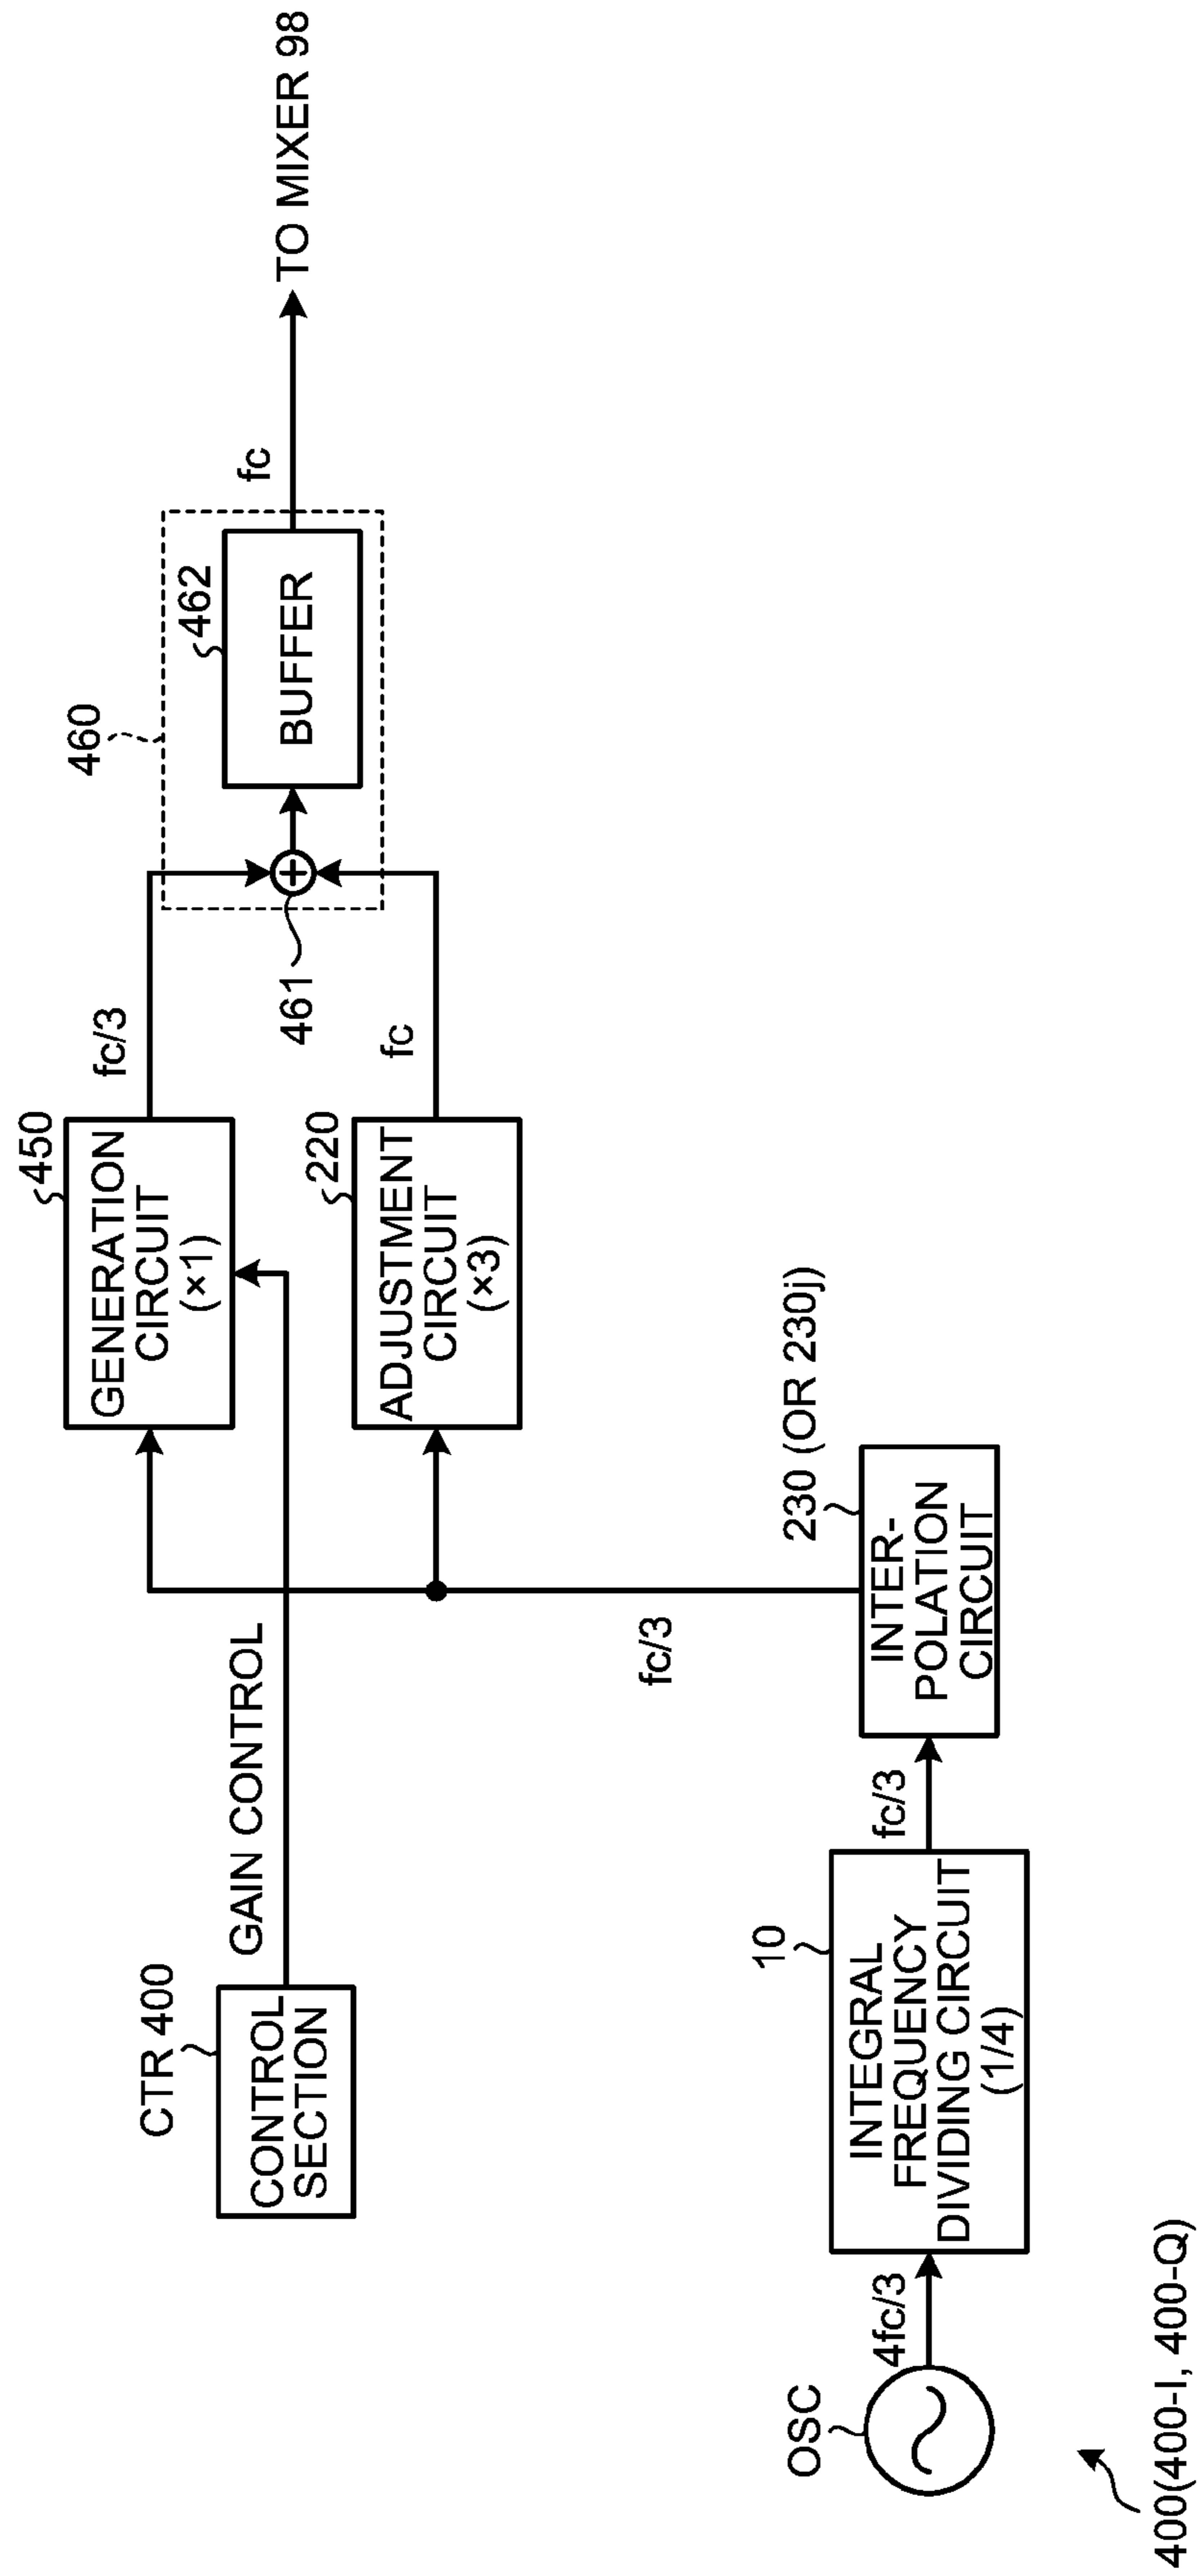 CTR 400
CONTROL
SECTION
GAIN CONTROL
450
GENERATION
CIRCUIT
(×1)
fc/3
220
ADJUSTMENT
CIRCUIT
(×3)
fc
460
461
462
BUFFER
fc
TO MIXER 98
OSC
4fc/3
10
INTEGRAL
FREQUENCY
DIVIDING CIRCUIT
(1/4)
fc/3
230 (OR 230j)
INTER-
POLATION
CIRCUIT
fc/3
400(400-I, 400-Q)